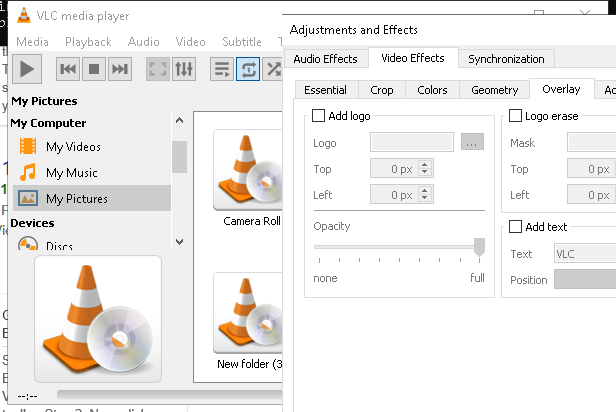 VLC media player
Media Playback Audio Video Subtitle
My Pictures
My Computer
My Videos
My Music
My Pictures
Devices
Discs
Camera Roll
New folder (3
--:--
Adjustments and Effects
Audio Effects Video Effects Synchronization
Essential Crop Colors Geometry Overlay
Add logo
Logo ...
Top 0 px
Left 0 px
Opacity
none full
Logo erase
Mask
Top 0 px
Left 0 px
Add text
Text VLC
Position